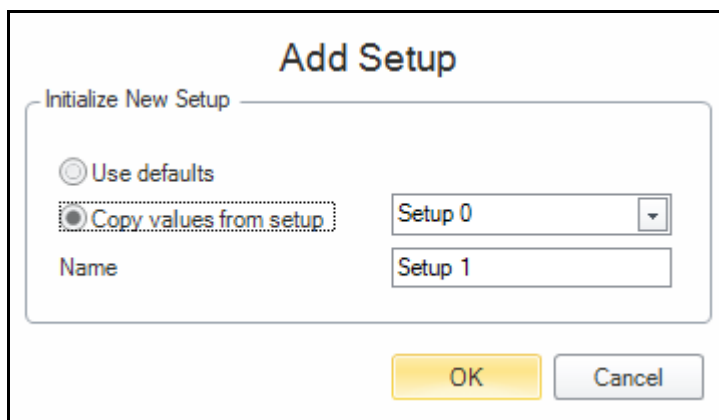 Add Setup
Initialize New Setup
Use defaults
Copy values from setup Setup 0
Name Setup 1
OK Cancel